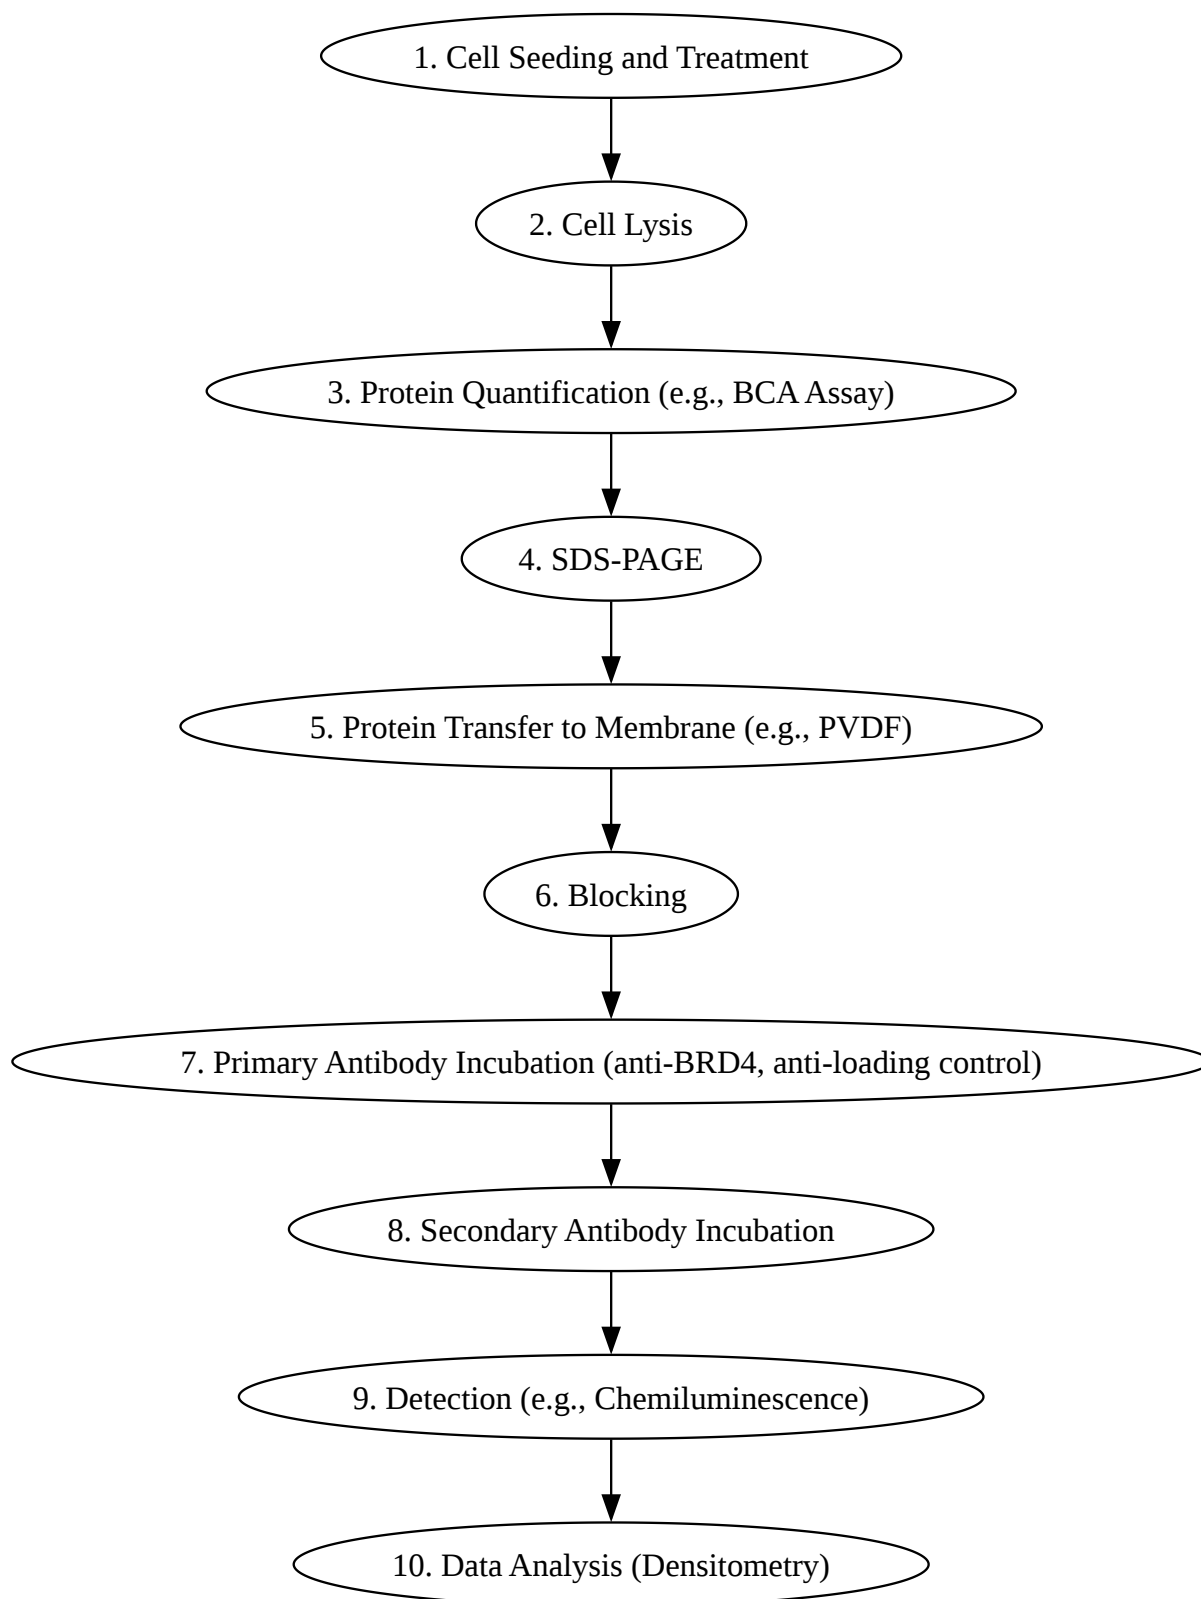 1. Cell Seeding and Treatment
2. Cell Lysis
3. Protein Quantification (e.g., BCA Assay)
4. SDS-PAGE
5. Protein Transfer to Membrane (e.g., PVDF)
6. Blocking
7. Primary Antibody Incubation (anti-BRD4, anti-loading control)
8. Secondary Antibody Incubation
9. Detection (e.g., Chemiluminescence)
10. Data Analysis (Densitometry)